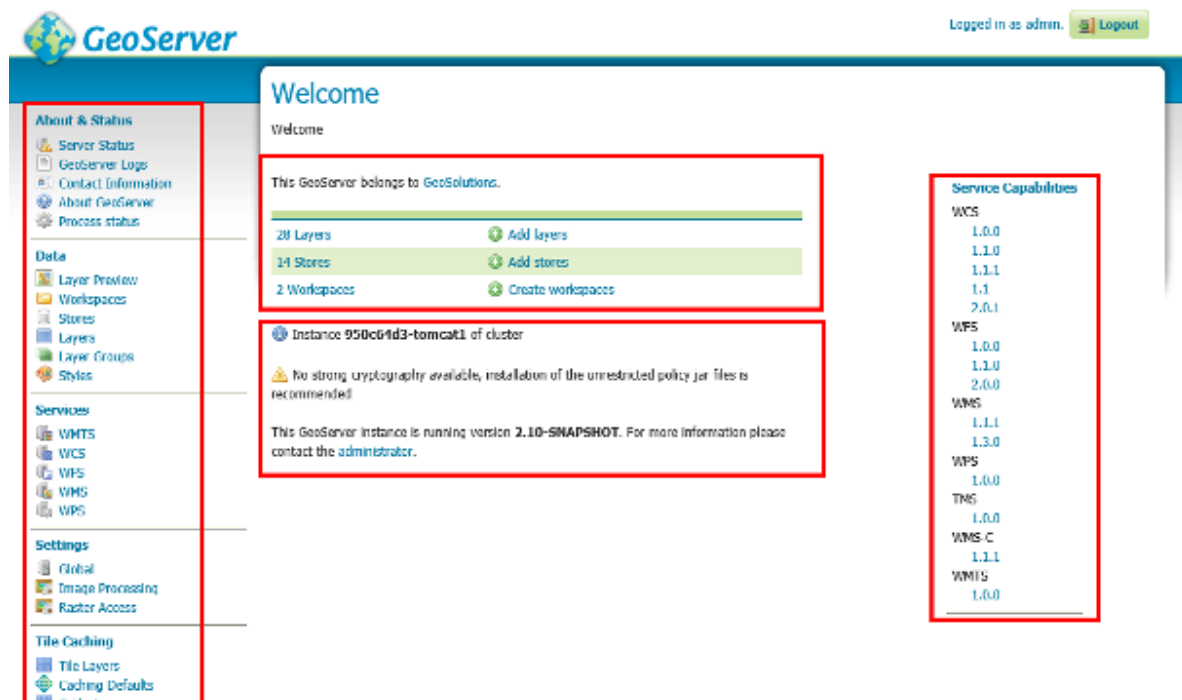 GeoServer
Logged in as admin.
Logout
About & Status
Server Status
GeoServer Logs
Contact Information
About GeoServer
Process status
Data
Layer Preview
Workspaces
Stores
Layers
Layer Groups
Styles
Services
WMTS
WCS
WFS
WMS
WPS
Settings
Global
Image Processing
Raster Access
Tile Caching
Tile Layers
Caching Defaults
Welcome
Welcome
This GeoServer belongs to GeoSolutions.
28 Layers Add layers
14 Stores Add stores
2 Workspaces Create workspaces
Instance 950c64d3-tomcat1 of cluster
No strong cryptography available, installation of the unrestricted policy jar files is
recommended
This GeoServer instance is running version 2.10-SNAPSHOT. For more information please
contact the administrator.
Service Capabilities
WCS
1.0.0
1.1.0
1.1.1
1.1
2.0.1
WFS
1.0.0
1.1.0
2.0.0
WMS
1.1.1
1.3.0
WPS
1.0.0
TMS
1.0.0
WMS-C
1.1.1
WMTS
1.0.0